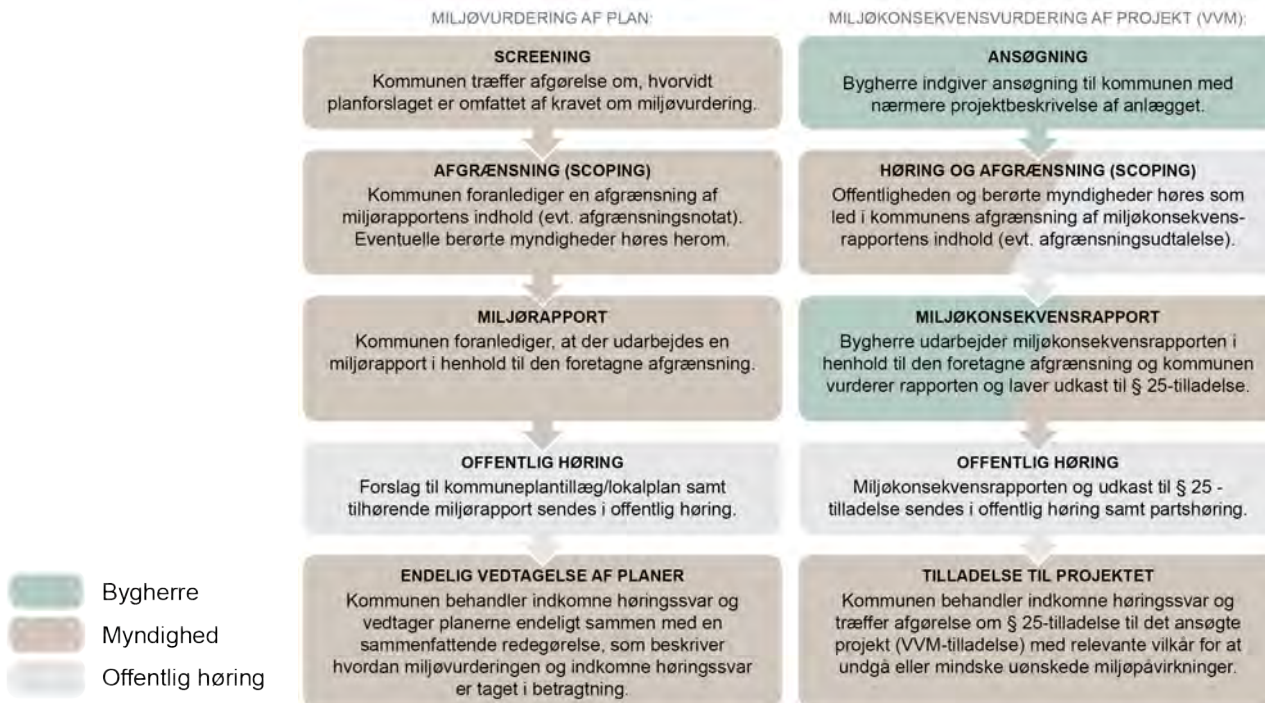 MILJØVURDERING AF PLAN:
SCREENING
Kommunen træffer afgørelse om, hvorvidt
planforslaget er omfattet af kravet om miljøvurdering.
AFGRÆNSNING (SCOPING)
Kommunen foranlediger en afgrænsning af
miljørapportens indhold (evt. afgrænsningsnotat).
Eventuelle berørte myndigheder høres herom.
MILJØRAPPORT
Kommunen foranlediger, at der udarbejdes en
miljørapport i henhold til den foretagne afgrænsning.
OFFENTLIG HØRING
Forslag til kommuneplantillæg/lokalplan samt
tilhørende miljørapport sendes i offentlig høring.
ENDELIG VEDTAGELSE AF PLANER
Kommunen behandler indkomne høringssvar og
vedtager planerne endeligt sammen med en
sammenfattende redegørelse, som beskriver
hvordan miljøvurderingen og indkomne høringssvar
er taget i betragtning.
MILJØKONSEKVENSVURDERING AF PROJEKT (VVM):
ANSØGNING
Bygherre indgiver ansøgning til kommunen med
nærmere projektbeskrivelse af anlægget.
HØRING OG AFGRÆNSNING (SCOPING)
Offentligheden og berørte myndigheder høres som
led i kommunens afgrænsning af miljøkonsekvens-
rapportens indhold (evt. afgrænsningsudtalelse).
MILJØKONSEKVENSRAPPORT
Bygherre udarbejder miljøkonsekvensrapporten i
henhold til den foretagne afgrænsning og kommunen
vurderer rapporten og laver udkast til § 25-tilladelse.
OFFENTLIG HØRING
Miljøkonsekvensrapporten og udkast til § 25 -
tilladelse sendes i offentlig høring samt partshøring.
TILLADELSE TIL PROJEKTET
Kommunen behandler indkomne høringssvar og
træffer afgørelse om § 25-tilladelse til det ansøgte
projekt (VVM-tilladelse) med relevante vilkår for at
undgå eller mindske uønskede miljøpåvirkninger.
Bygherre
Myndighed
Offentlig høring